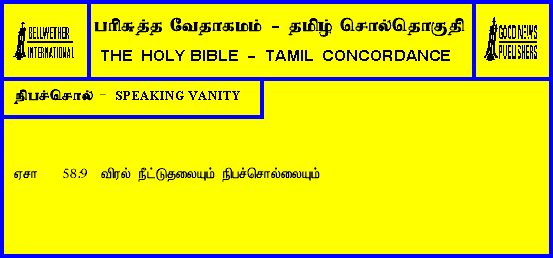 BELLWETHER
INTERNATIONAL
பரிசுத்த வேதாகமம் - தமிழ் சொல்தொகுதி
THE HOLY BIBLE - TAMIL CONCORDANCE
GOOD NEWS
PUBLISHERS
நிபச்சொல் - SPEAKING VANITY
ஏசா 58.9 விரல் நீட்டுதலையும் நிபச்சொல்லையும்